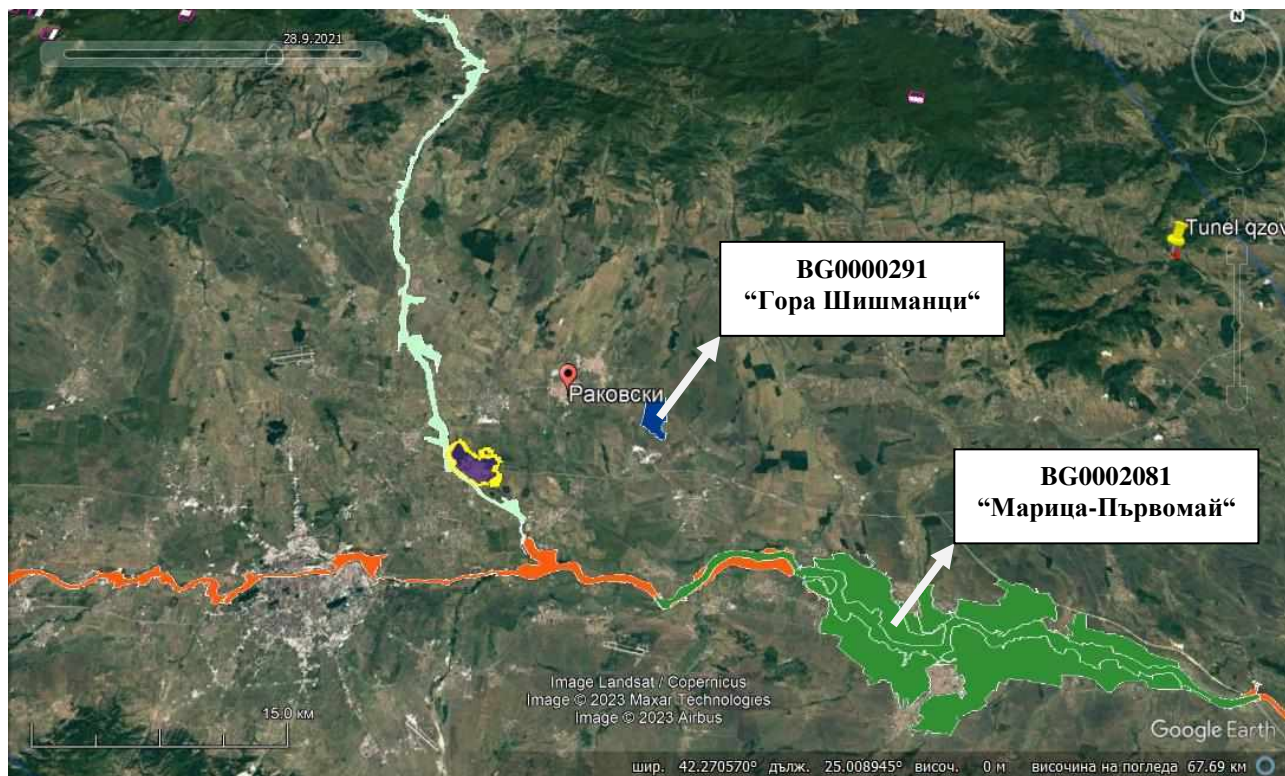 28.9.2021
N
Tunel qzov
BG0000291
“Гора Шишманци“
Раковски
BG0002081
“Марица-Първомай“
Image Landsat / Copernicus
Image © 2023 Maxar Technologies
Image © 2023 Airbus
15.0 км
Google Earth
шир. 42.270570° дълж. 25.008945° височ. 0 м височина на погледа 67.69 км